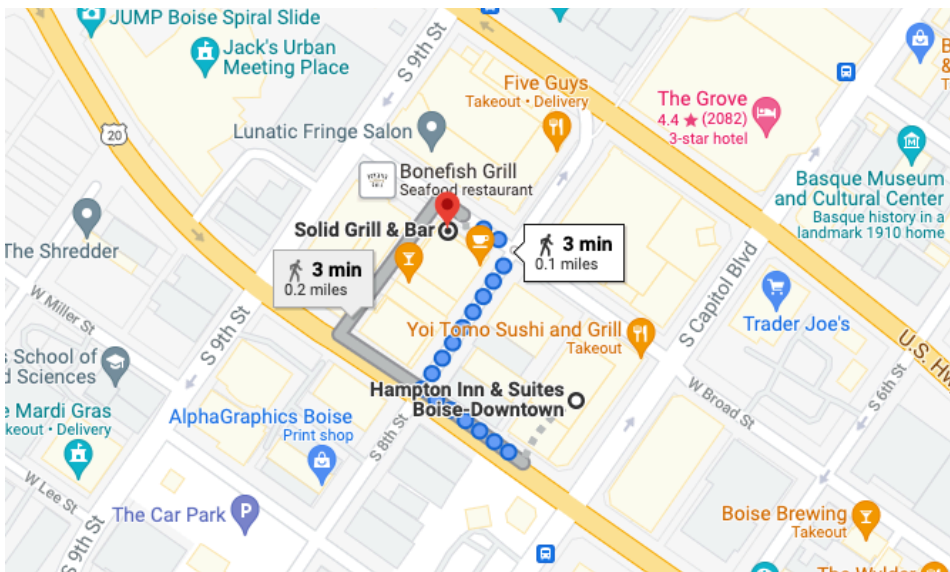 JUMP Boise Spiral Slide
Jack's Urban
Meeting Place
S 9th St
Five Guys
Takeout • Delivery
The Grove
4.4 ★ (2082)
3-star hotel
B
&
T
20
Lunatic Fringe Salon
Bonefish Grill
Seafood restaurant
Basque Museum
and Cultural Center
Basque history in a
landmark 1910 home
Solid Grill & Bar
The Shredder
3 min
0.1 miles
3 min
0.2 miles
S Capitol Blvd
W Miller St
S 9th St
Yoi Tomo Sushi and Grill
Takeout
Trader Joe's
U.S. Hw
s School of
d Sciences
Hampton Inn & Suites
Boise-Downtown
W Broad St
S 6th St
e Mardi Gras
keout • Delivery
AlphaGraphics Boise
Print shop
S 8th St
W Lee St
The Car Park
P
S 9th St
Boise Brewing
Takeout
The Wylder